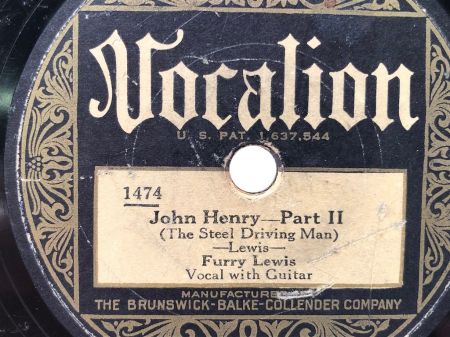 Vocalion
U. S. PAT. 1,637,544
1474
John Henry—Part II
(The Steel Driving Man)
—Lewis—
Furry Lewis
Vocal with Guitar
MANUFACTURED
THE BRUNSWICK-BALKE-COLLENDER COMPANY